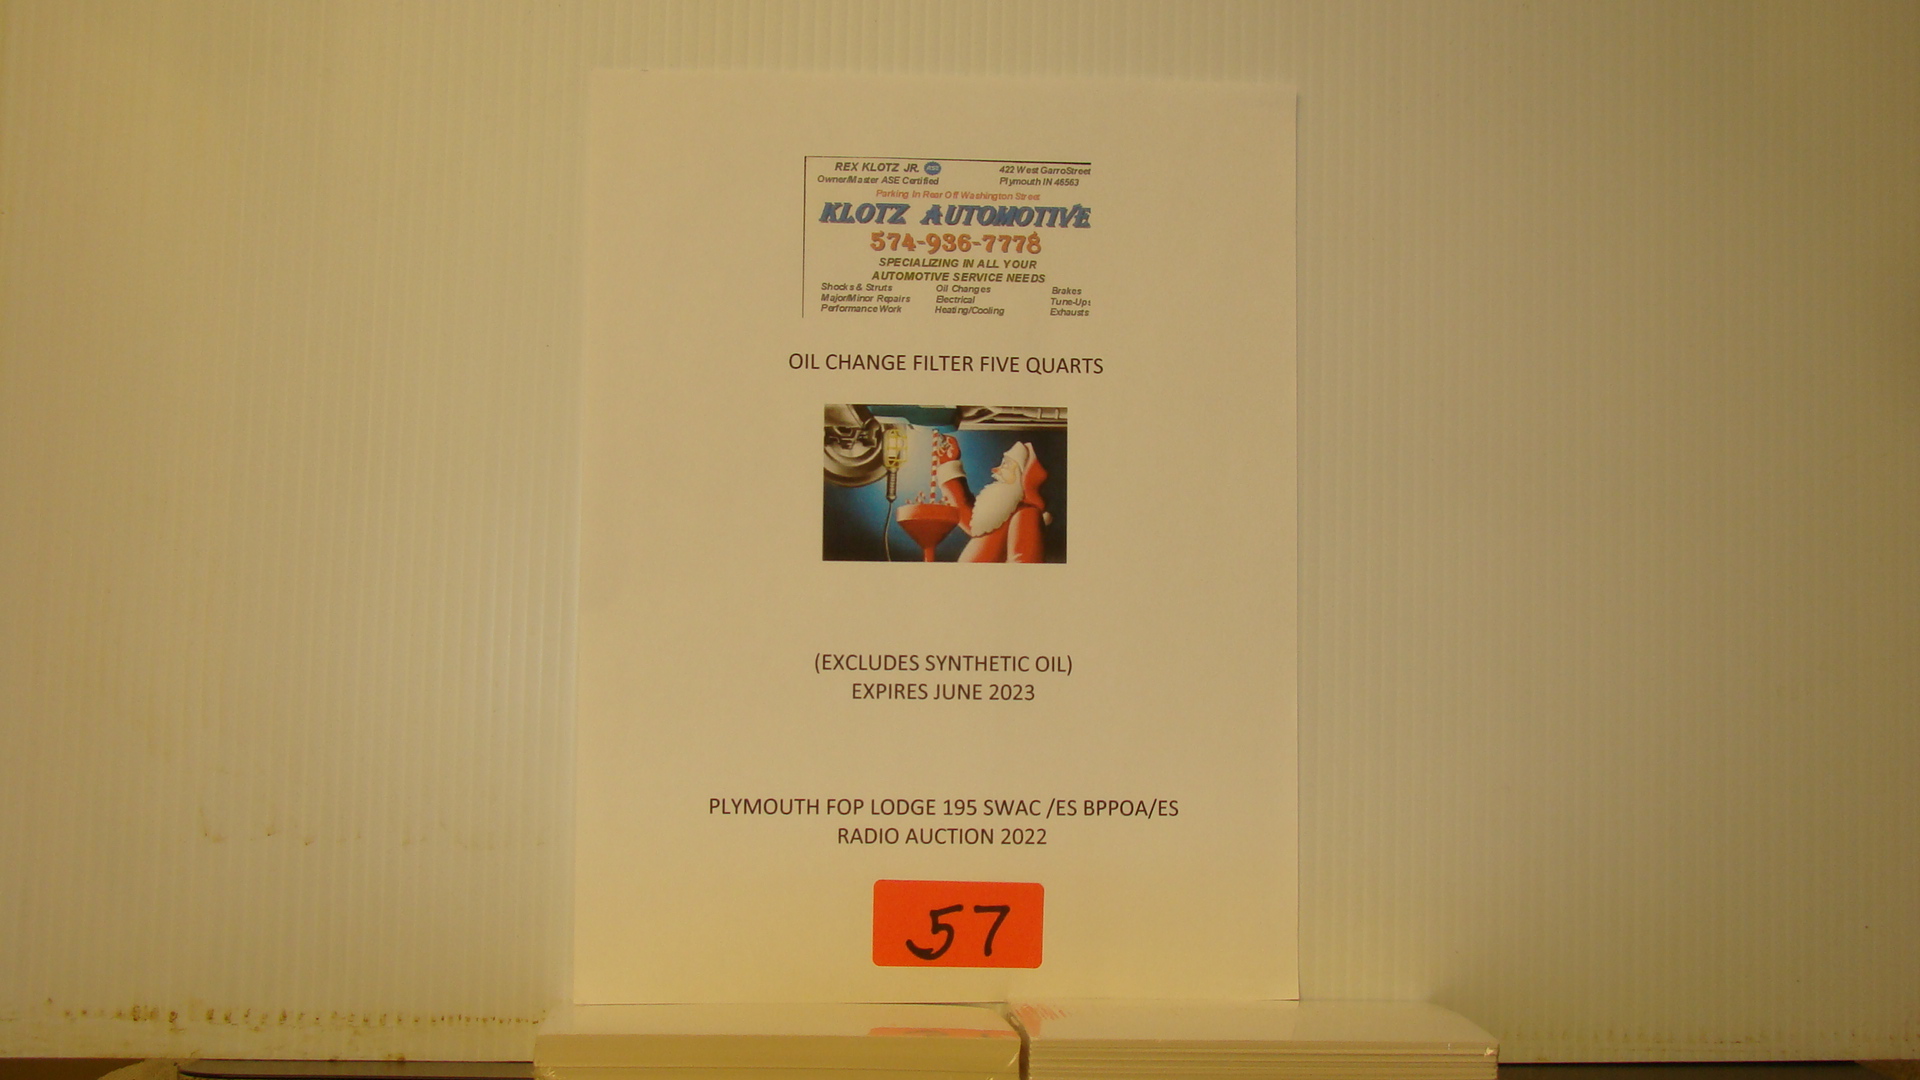 REX KLOTZ JR. ASE 422 West GarroStreet
Owner/Master ASE Certified Plymouth IN 46563
Parking In Rear Off Washington Street
KLOTZ AUTOMOTIVE
574-936-7778
SPECIALIZING IN ALL YOUR
AUTOMOTIVE SERVICE NEEDS
Shocks & Struts Oil Changes Brakes
Major/Minor Repairs Electrical Tune-Ups
Performance Work Heating/Cooling Exhausts
OIL CHANGE FILTER FIVE QUARTS
(EXCLUDES SYNTHETIC OIL)
EXPIRES JUNE 2023
PLYMOUTH FOP LODGE 195 SWAC /ES BPPOA/ES
RADIO AUCTION 2022
57